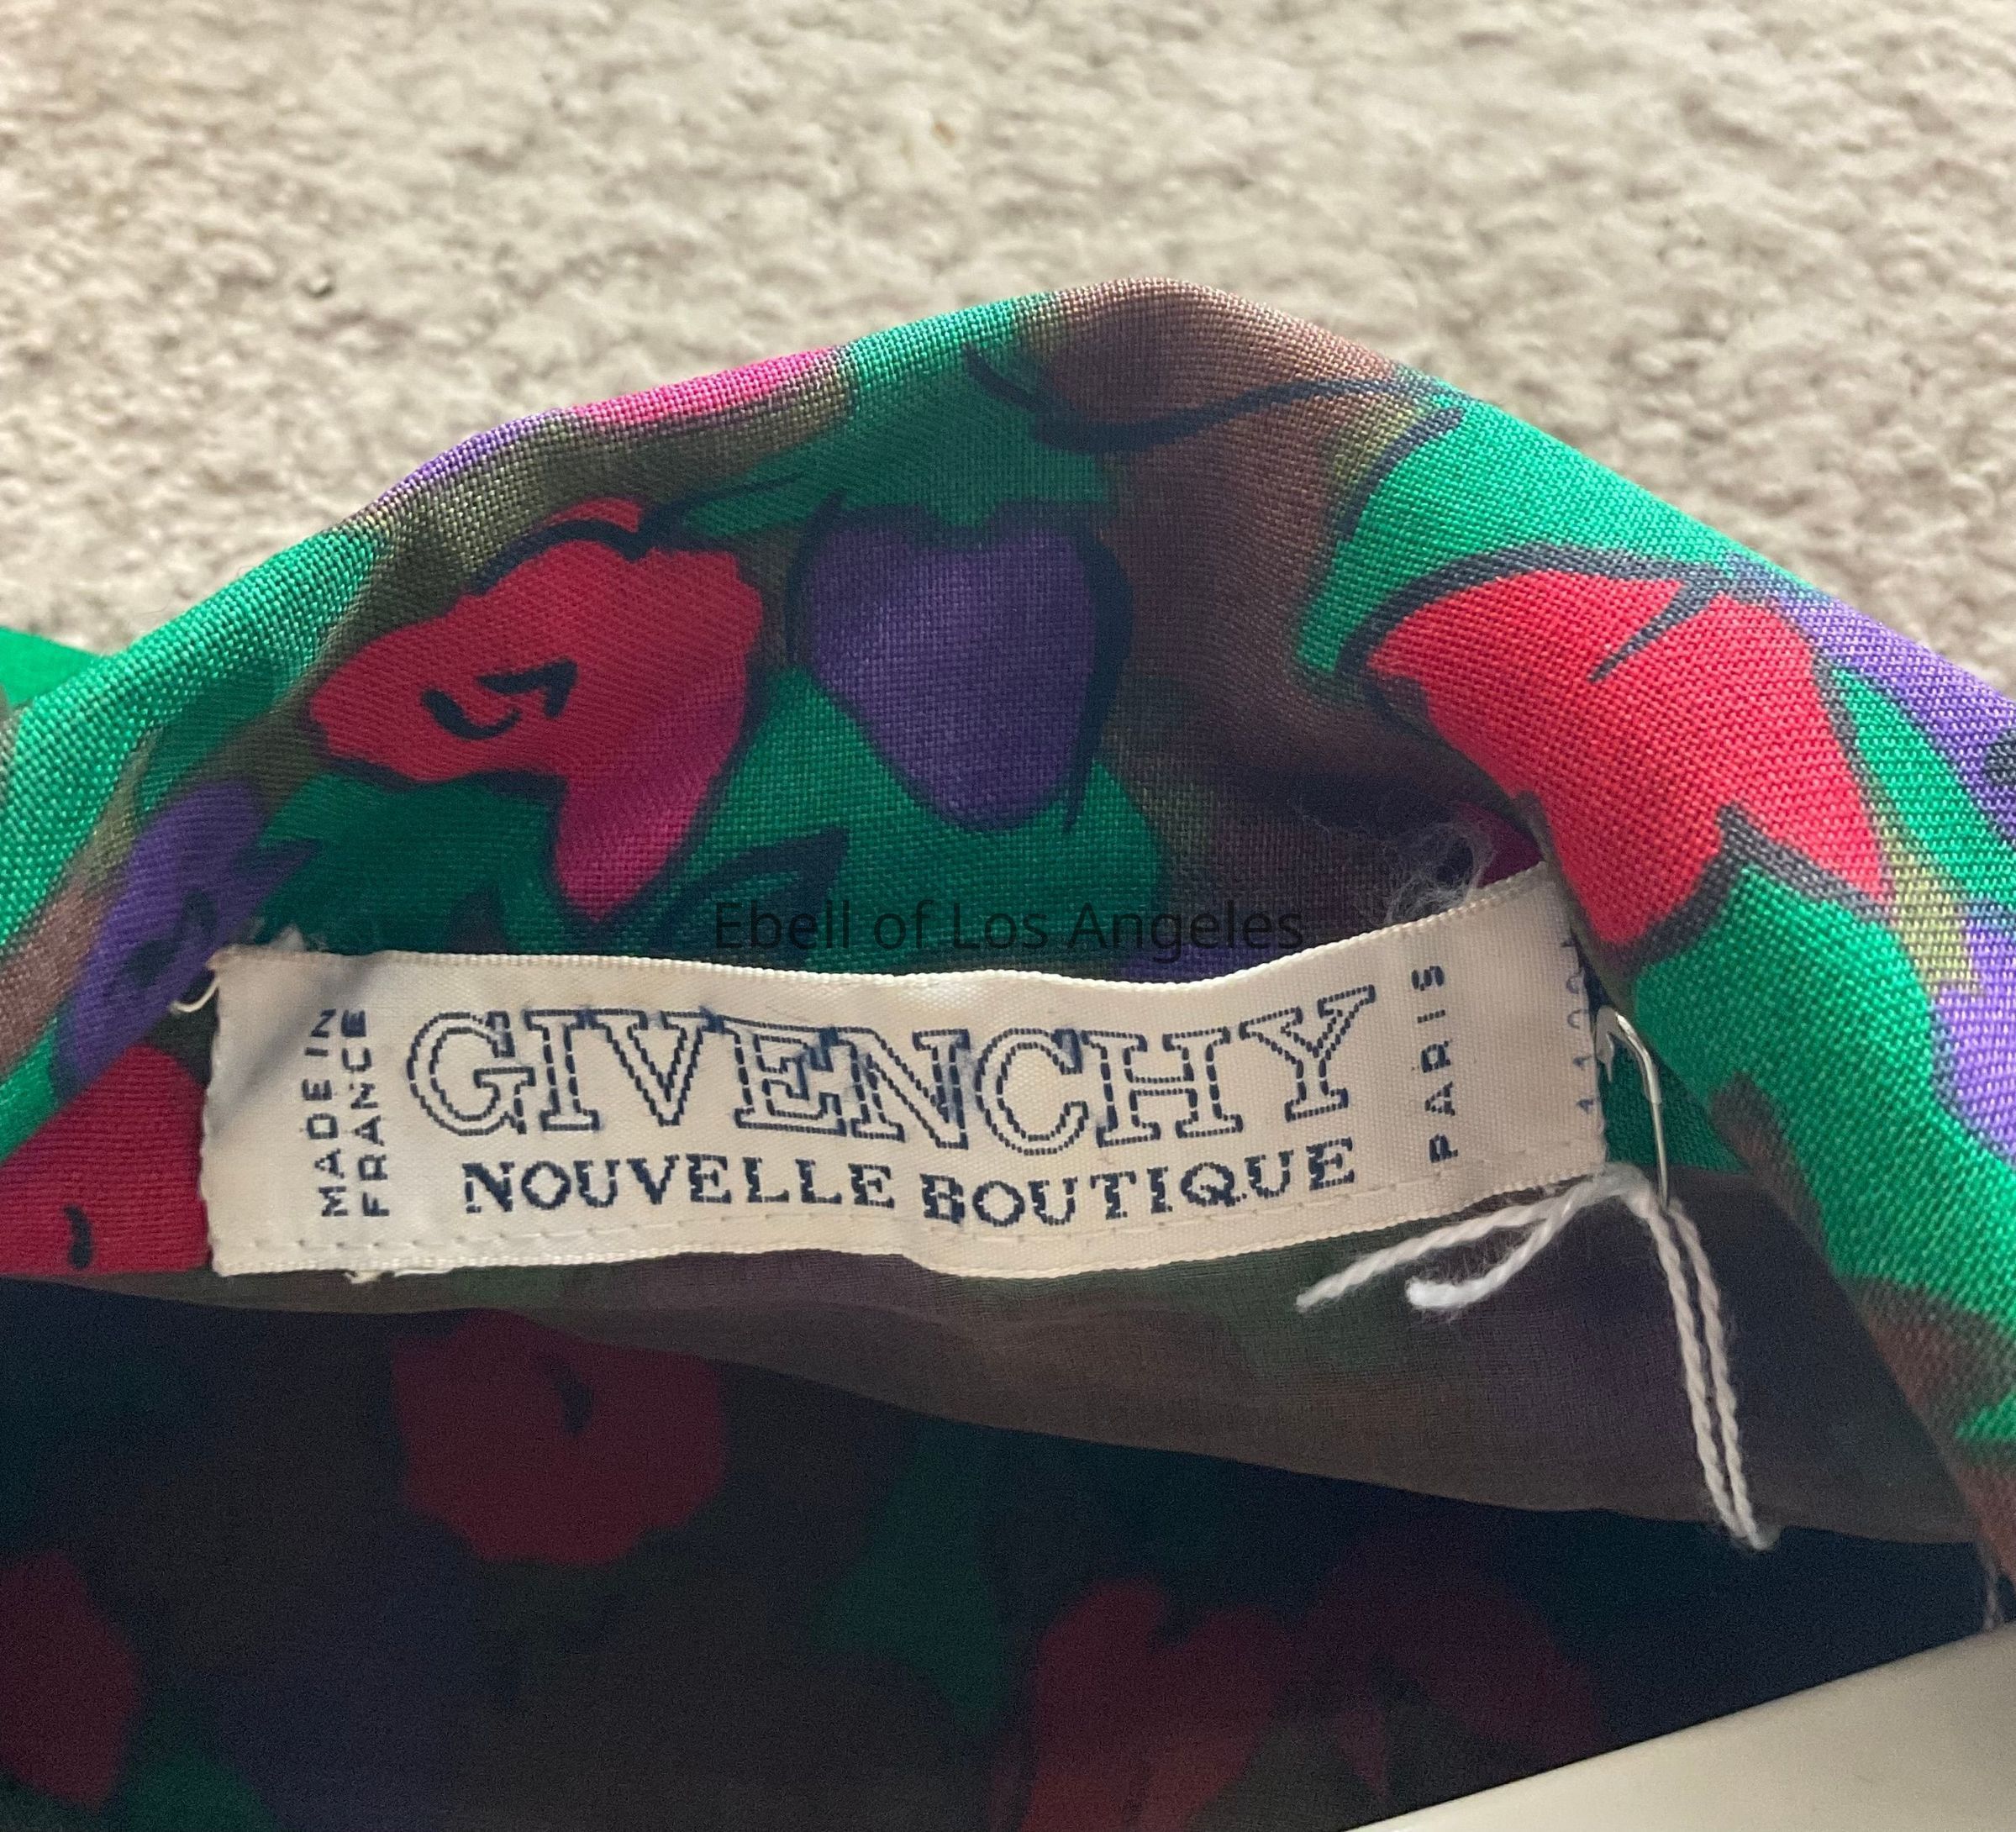 Ebell of Los Angeles
MADE IN
FRANCE
GIVENCHY
NOUVELLE BOUTIQUE
PARIS